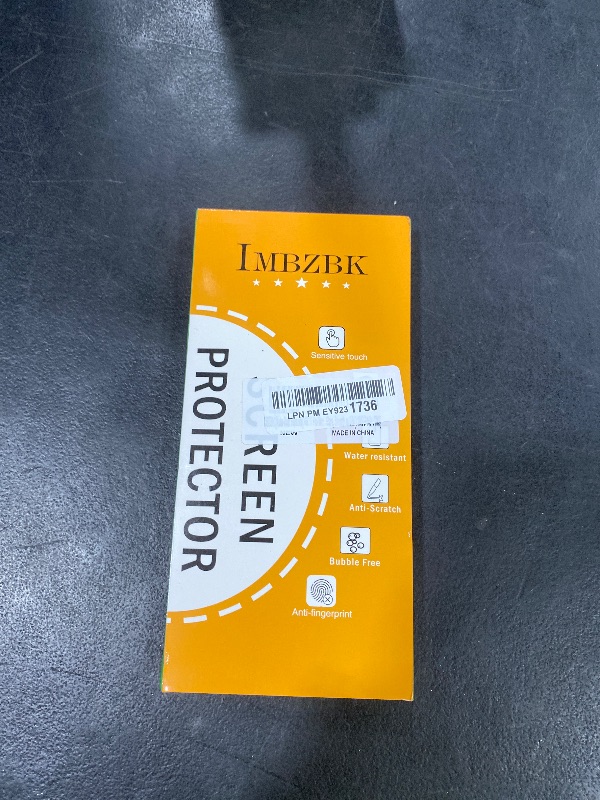 IMBZBK
Sensitive touch
LPN PM EY923 1736
MADE IN CHINA
Water resistant
Anti-Scratch
Bubble Free
Anti-fingerprint
SCREEN
PROTECTOR